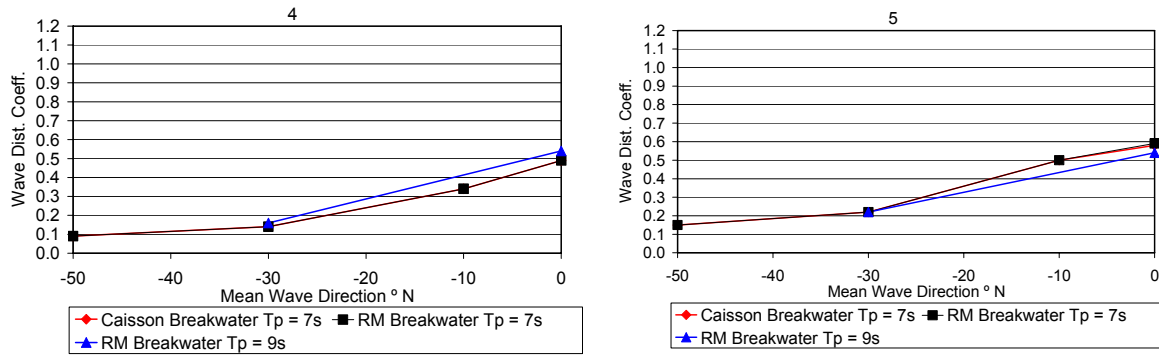 4
Wave Dist. Coeff.
1.2
1.1
1.0
0.9
0.8
0.7
0.6
0.5
0.4
0.3
0.2
0.1
0.0
-50 -40 -30 -20 -10 0
Mean Wave Direction º N
Caisson Breakwater Tp = 7s RM Breakwater Tp = 7s
RM Breakwater Tp = 9s
5
Wave Dist. Coeff.
1.2
1.1
1.0
0.9
0.8
0.7
0.6
0.5
0.4
0.3
0.2
0.1
0.0
-50 -40 -30 -20 -10 0
Mean Wave Direction º N
Caisson Breakwater Tp = 7s RM Breakwater Tp = 7s
RM Breakwater Tp = 9s